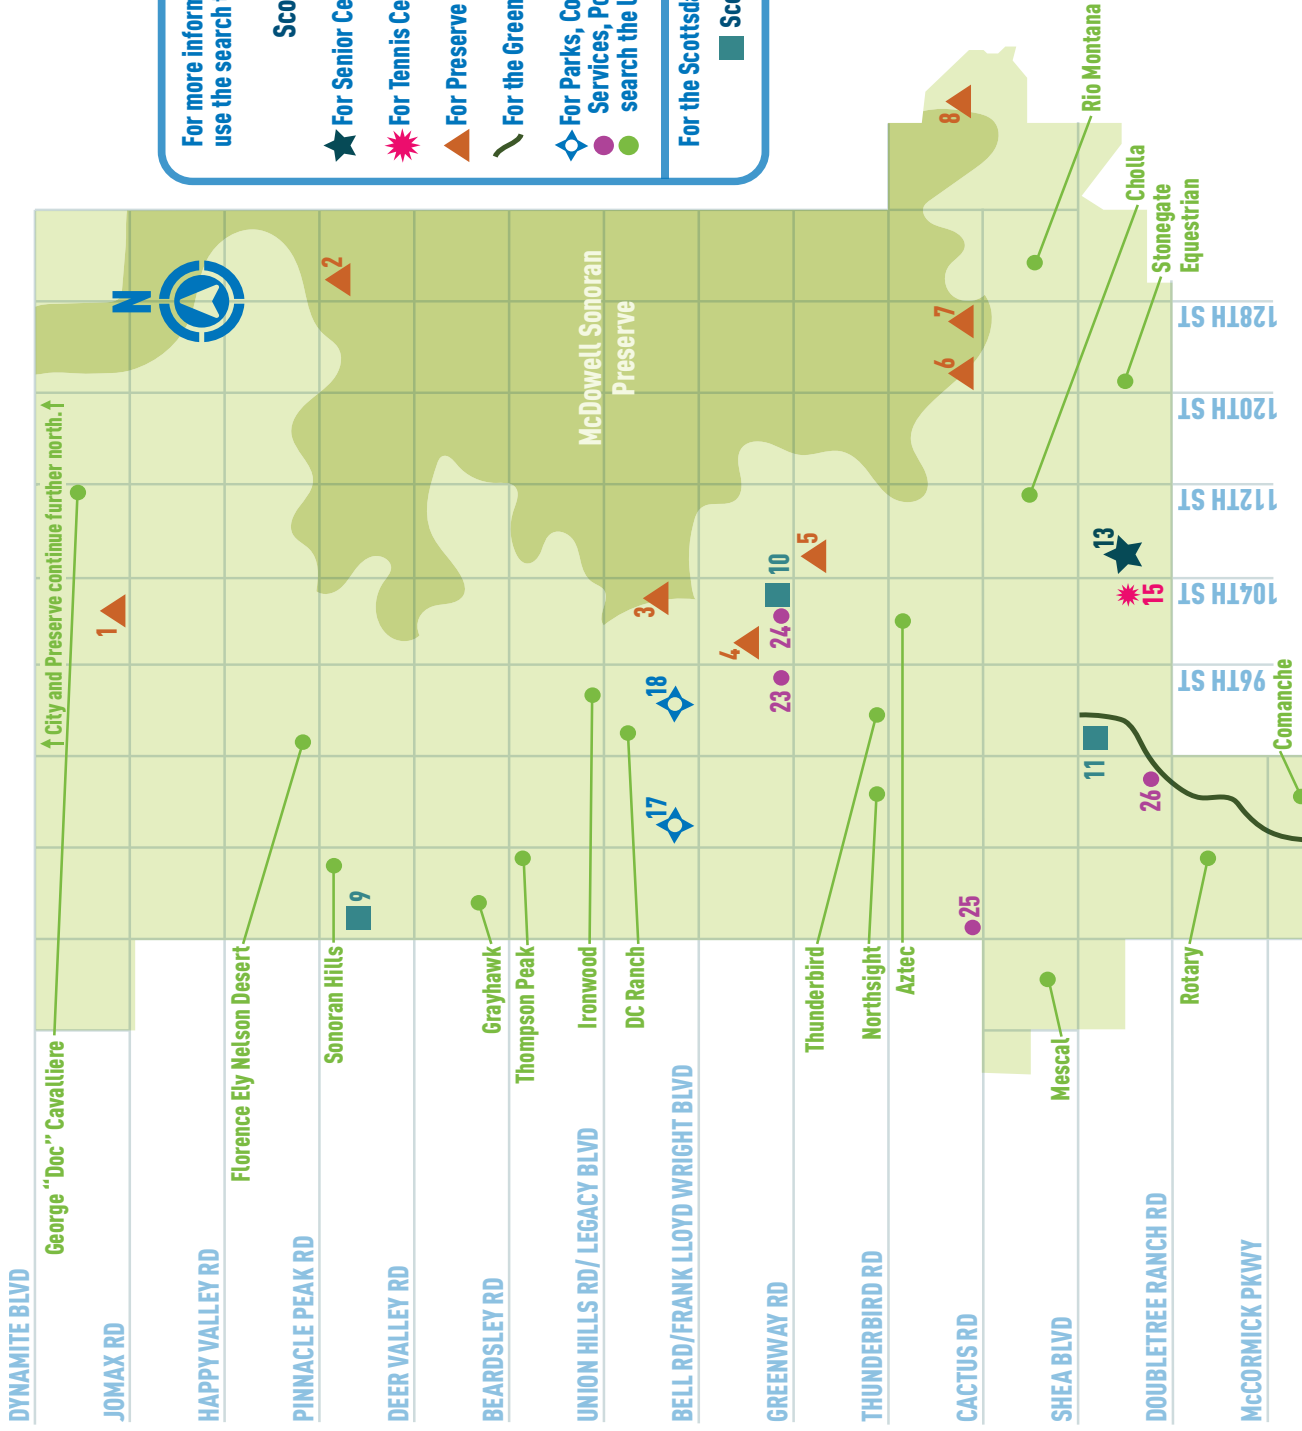 For more inform
use the search
Sco
For Senior Ce
For Tennis Ce
For Preserve
For the Green
For Parks, Co
Services, Po
search the
For the Scottsda
Sco
N
↑ City and Preserve continue further north. ↑
McDowell Sonoran
Preserve
1
2
3
4
5
6
7
8
9
10
11
13
15
17
18
23
24
25
26
George “Doc” Cavalliere
Florence Ely Nelson Desert
Sonoran Hills
Grayhawk
Thompson Peak
Ironwood
DC Ranch
Thunderbird
Northsight
Aztec
Mescal
Rotary
Comanche
Rio Montana
Cholla
Stonegate
Equestrian
DYNAMITE BLVD
JOMAX RD
HAPPY VALLEY RD
PINNACLE PEAK RD
DEER VALLEY RD
BEARDSLEY RD
UNION HILLS RD/ LEGACY BLVD
BELL RD/FRANK LLOYD WRIGHT BLVD
GREENWAY RD
THUNDERBIRD RD
CACTUS RD
SHEA BLVD
DOUBLETREE RANCH RD
McCORMICK PKWY
96TH ST
104TH ST
112TH ST
120TH ST
128TH ST